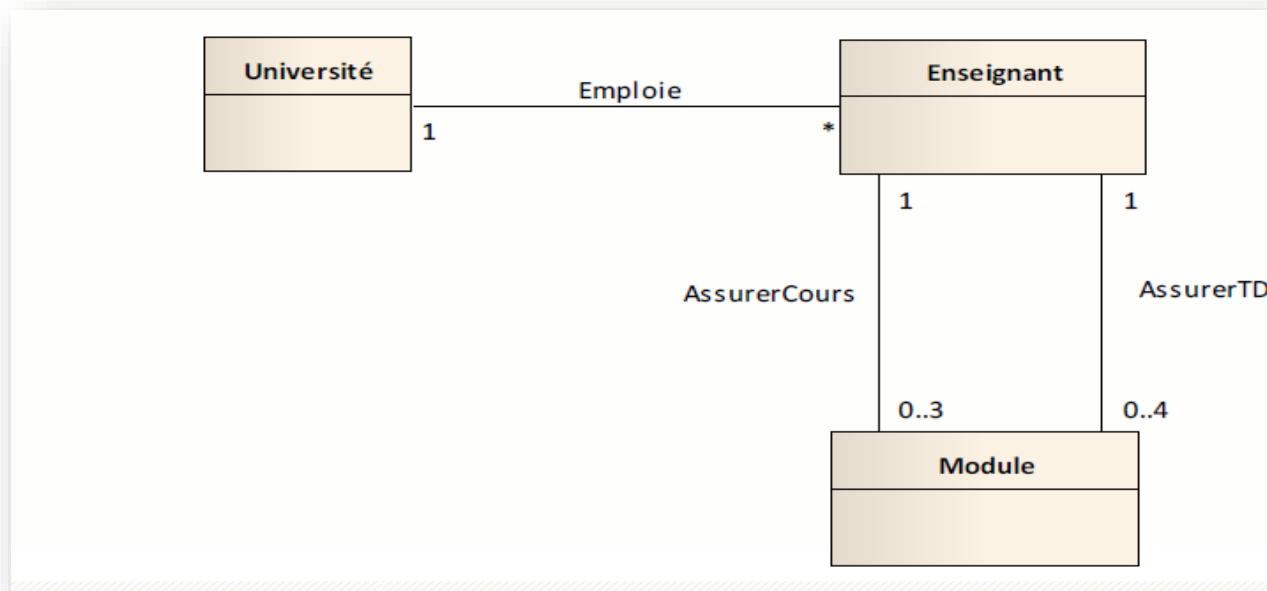 Université
Enseignant
Emploie
1
*
1
1
AssurerCours
AssurerTD
0..3
0..4
Module